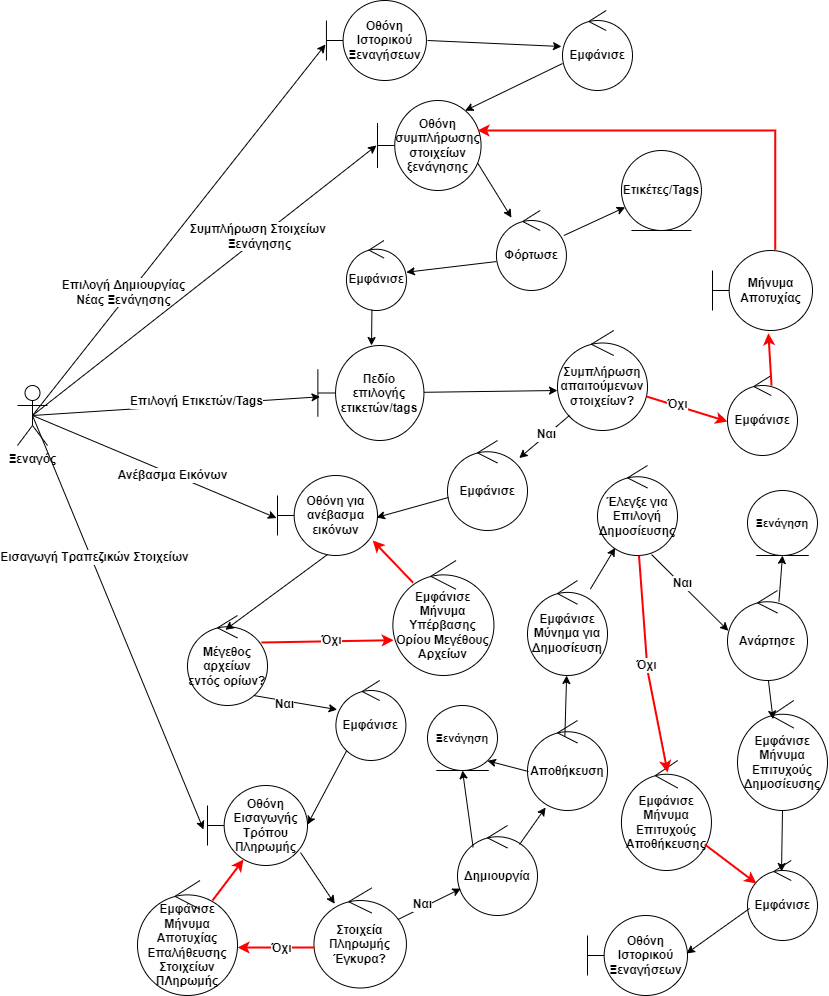 Οθόνη
Ιστορικού
Ξεναγήσεων
Εμφάνισε
Οθόνη
συμπλήρωσης
στοιχείων
ξενάγησης
Ετικέτες/Tags
Συμπλήρωση Στοιχείων
Ξενάγησης
Φόρτωσε
Επιλογή Δημιουργίας
Νέας Ξενάγησης
Εμφάνισε
Μήνυμα
Αποτυχίας
Πεδίο
επιλογής
ετικετών/tags
Συμπλήρωση
απαιτούμενων
στοιχείων?
Επιλογή Ετικετών/Tags
Όχι
Εμφάνισε
Ξεναγός
Ναι
Ανέβασμα Εικόνων
Εμφάνισε
Οθόνη για
ανέβασμα
εικόνων
Έλεγξε για
Επιλογή
Δημοσίευσης
Ξενάγηση
Εισαγωγή Τραπεζικών Στοιχείων
Ναι
Εμφάνισε
Μήνυμα
Υπέρβασης
Ορίου Μεγέθους
Αρχείων
Εμφάνισε
Μύνημα για
Δημοσίευση
Ανάρτησε
Όχι
Μέγεθος
αρχείων
εντός ορίων?
Όχι
Ναι
Εμφάνισε
Ξενάγηση
Αποθήκευση
Εμφάνισε
Μήνυμα
Επιτυχούς
Δημοσίευσης
Οθόνη
Εισαγωγής
Τρόπου
Πληρωμής
Εμφάνισε
Μήνυμα
Επιτυχούς
Αποθήκευσης
Δημιουργία
Ναι
Εμφάνισε
Εμφάνισε
Μήνυμα
Αποτυχίας
Επαλήθευσης
Στοιχείων
ΠΛηρωμής
Όχι
Στοιχεία
Πληρωμής
Έγκυρα?
Οθόνη
Ιστορικού
Ξεναγήσεων